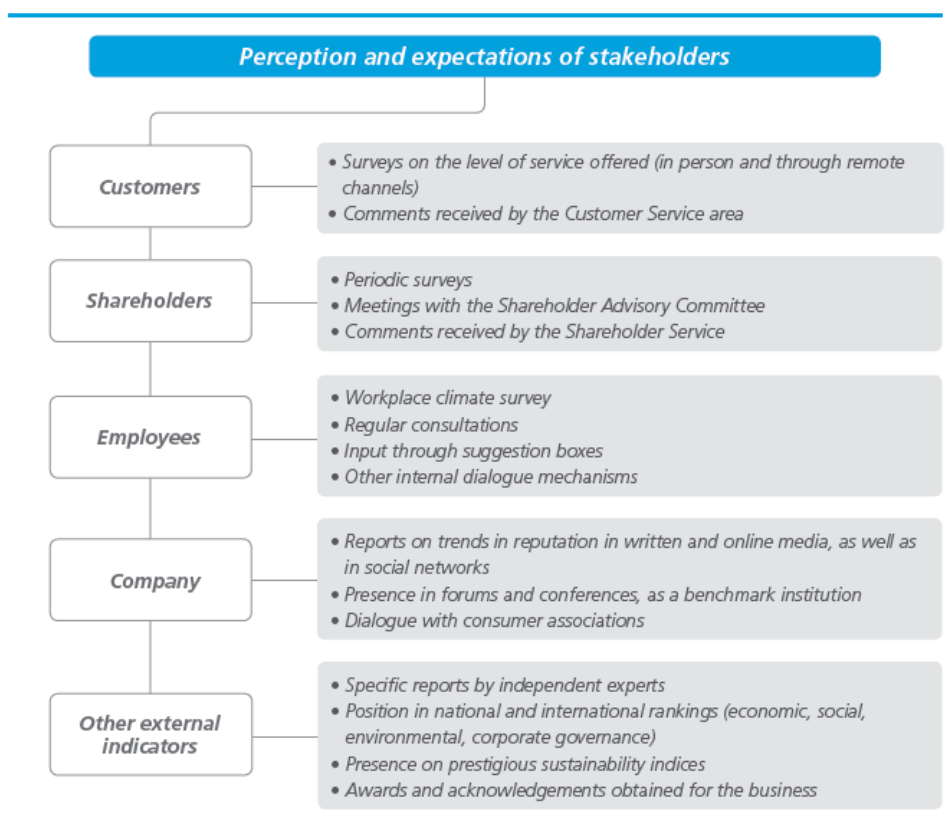 Perception and expectations of stakeholders
Customers
• Surveys on the level of service offered (in person and through remote
channels)
• Comments received by the Customer Service area
Shareholders
• Periodic surveys
• Meetings with the Shareholder Advisory Committee
• Comments received by the Shareholder Service
Employees
• Workplace climate survey
• Regular consultations
• Input through suggestion boxes
• Other internal dialogue mechanisms
Company
• Reports on trends in reputation in written and online media, as well as
in social networks
• Presence in forums and conferences, as a benchmark institution
• Dialogue with consumer associations
Other external
indicators
• Specific reports by independent experts
• Position in national and international rankings (economic, social,
environmental, corporate governance)
• Presence on prestigious sustainability indices
• Awards and acknowledgements obtained for the business